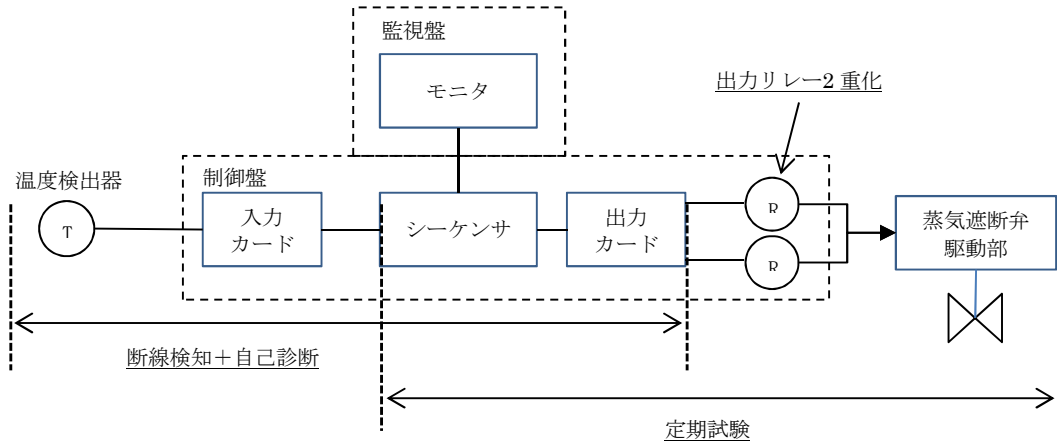 監視盤
モニタ
出力リレー2 重化
温度検出器
制御盤
T
入力
カード
シーケンサ
出力
カード
R
R
蒸気遮断弁
駆動部
断線検知+自己診断
定期試験